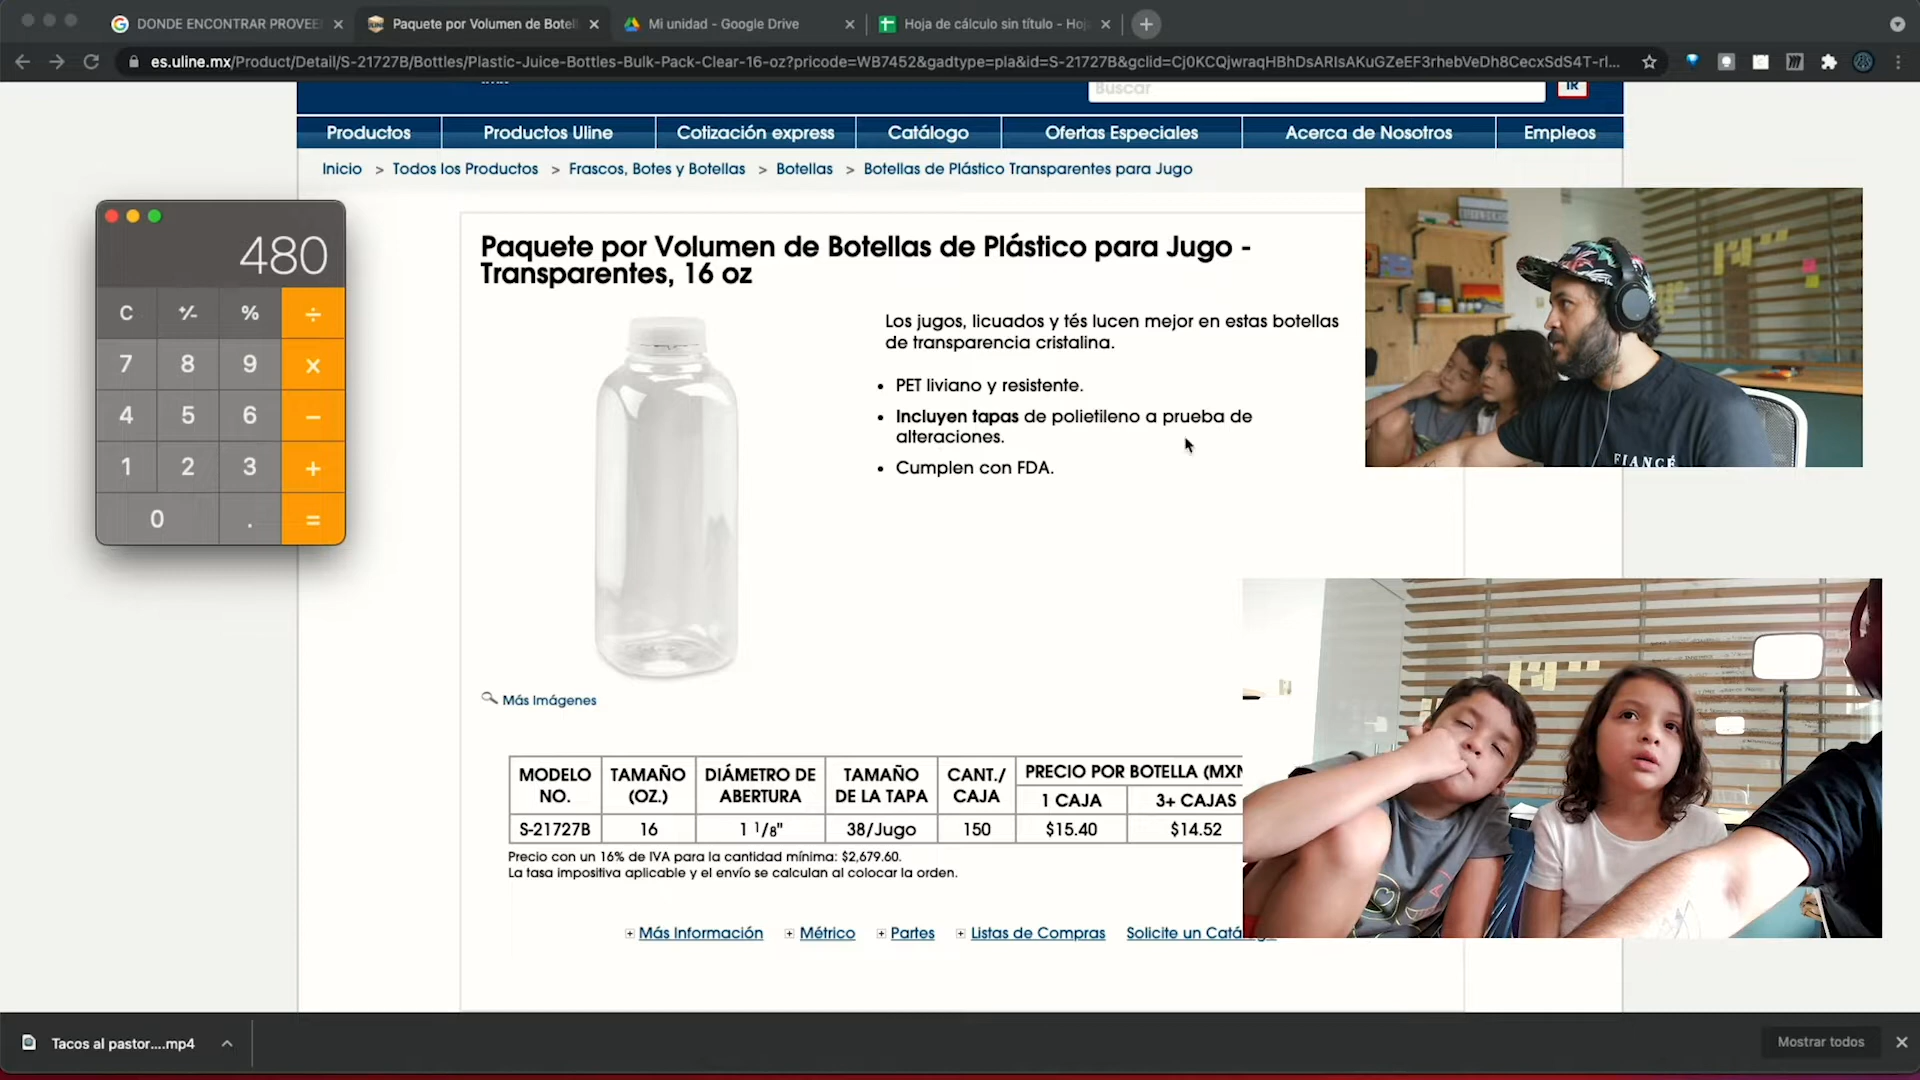 DONDE ENCONTRAR PROVEE
Paquete por Volumen de Botel
Mi unidad - Google Drive
Hoja de cálculo sin título - Hoj
es.uline.mx/Product/Detail/S-21727B/Bottles/Plastic-Juice-Bottles-Bulk-Pack-Clear-16-oz?pricode=WB7452&gadtype=pla&id=S-21727B&gclid=Cj0KCQjwraqHBhDsARIsAKuGZeEF3rhebVeDh8CecxSdS4T-rl...
Buscar
IR
Productos
Productos Uline
Cotización express
Catálogo
Ofertas Especiales
Acerca de Nosotros
Empleos
Inicio > Todos los Productos > Frascos, Botes y Botellas > Botellas > Botellas de Plástico Transparentes para Jugo
480
C +/- % ÷
7 8 9 x
4 5 6 −
1 2 3 +
0 . =
Paquete por Volumen de Botellas de Plástico para Jugo -
Transparentes, 16 oz
Los jugos, licuados y tés lucen mejor en estas botellas
de transparencia cristalina.
• PET liviano y resistente.
• Incluyen tapas de polietileno a prueba de
alteraciones.
• Cumplen con FDA.
FIANCÉ
Más Imágenes
MODELO NO. TAMAÑO (OZ.) DIÁMETRO DE ABERTURA TAMAÑO DE LA TAPA CANT./ CAJA PRECIO POR BOTELLA (MXN
1 CAJA 3+ CAJAS
S-21727B 16 1 1/8" 38/Jugo 150 $15.40 $14.52
Precio con un 16% de IVA para la cantidad mínima: $2,679.60.
La tasa impositiva aplicable y el envío se calculan al colocar la orden.
Más Información
Métrico
Partes
Listas de Compras
Solicite un Catá
Tacos al pastor....mp4
Mostrar todos